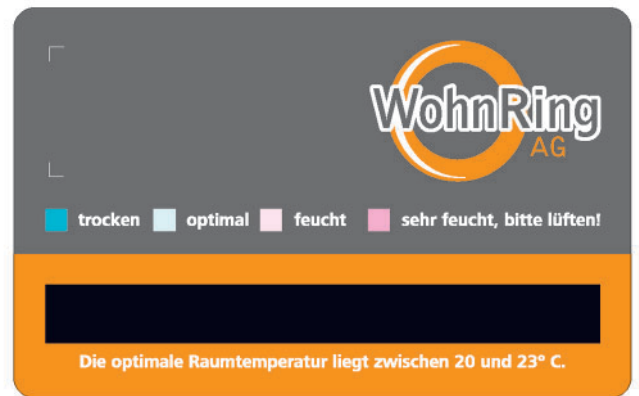 WohnRing
AG
trocken optimal feucht sehr feucht, bitte lüften!
Die optimale Raumtemperatur liegt zwischen 20 und 23° C.